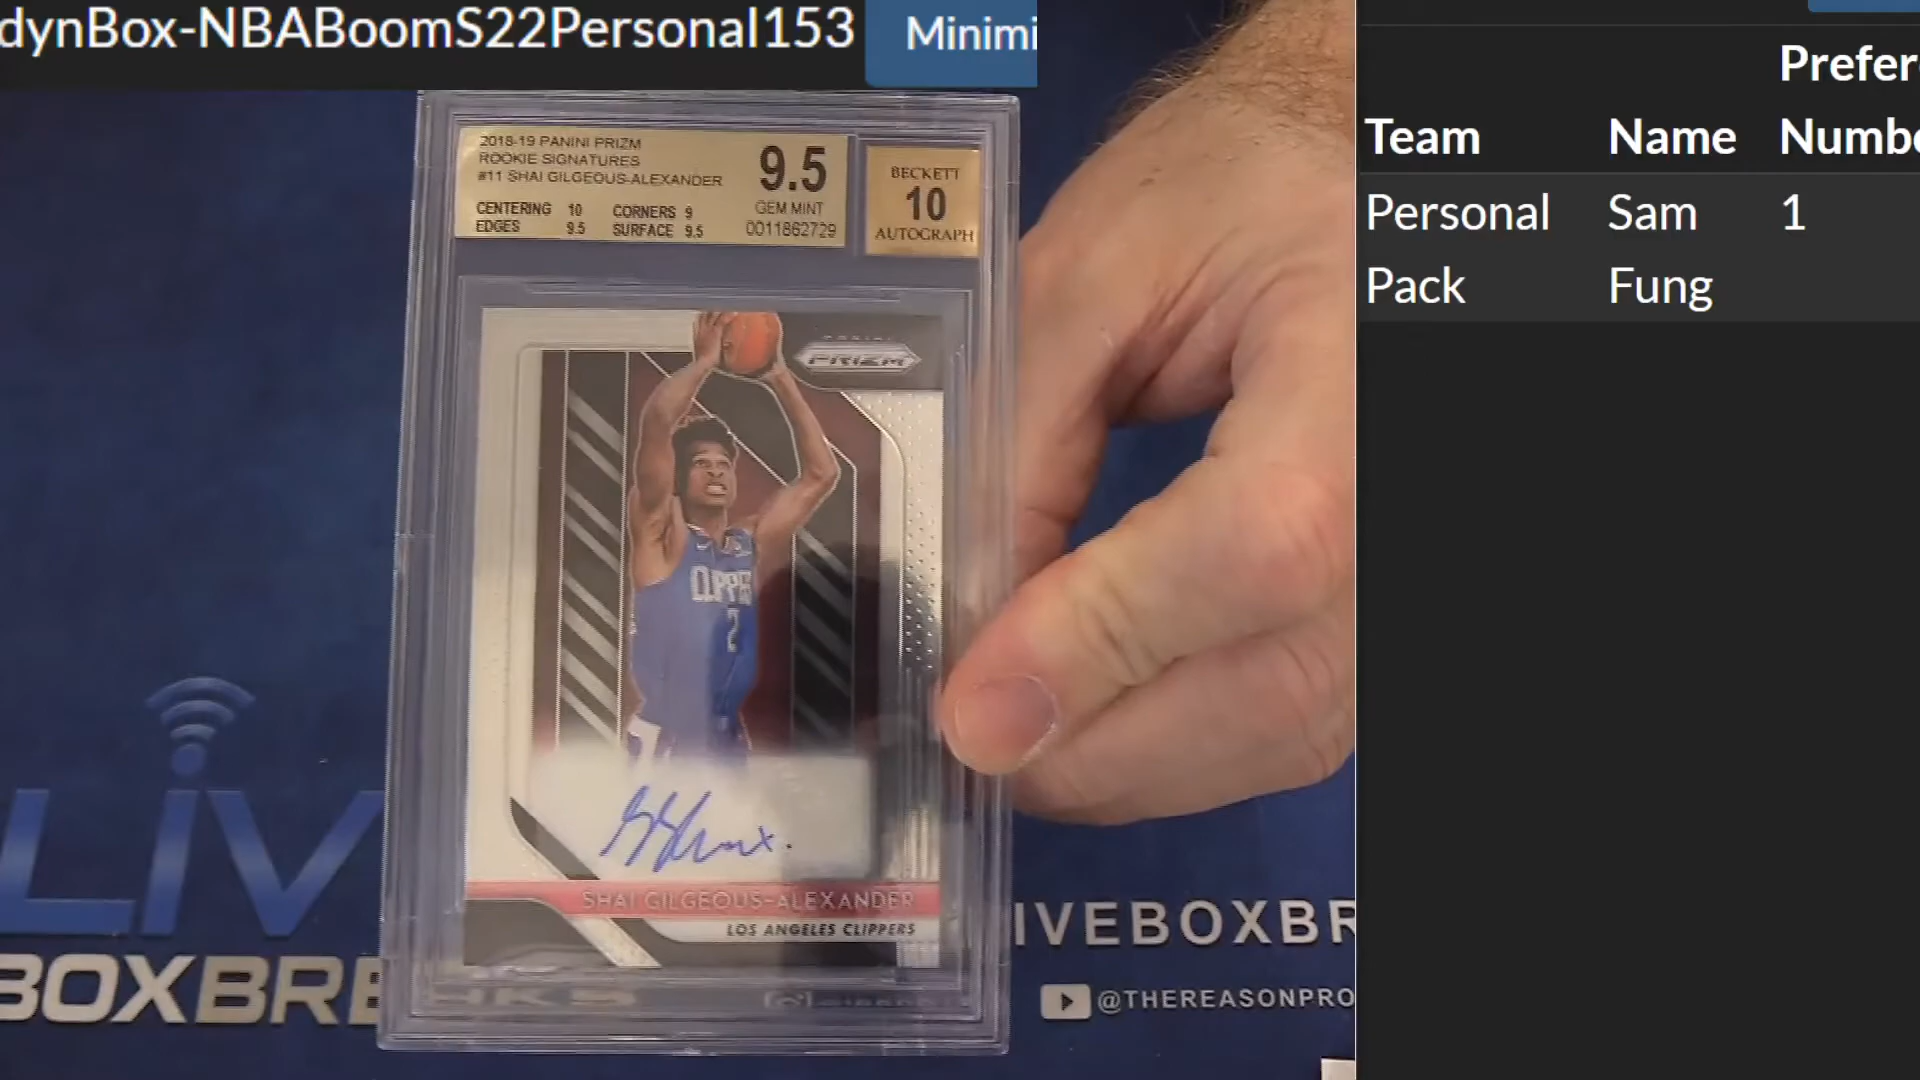 dynBox-NBABoomS22Personal153
Minimi
Prefer
Team Name Numbe
Personal Sam 1
Pack Fung
2018-19 PANINI PRIZM
ROOKIE SIGNATURES
#11 SHAI GILGEOUS-ALEXANDER
9.5
GEM MINT
0011862729
CENTERING 10 CORNERS 9
EDGES 9.5 SURFACE 9.5
BECKETT
10
AUTOGRAPH
PRIZM
CLIPPE
2
SHAI GILGEOUS-ALEXANDER
LOS ANGELES CLIPPERS
LIV
BOXBRE
IVEBOXBR
@THEREASONPRO